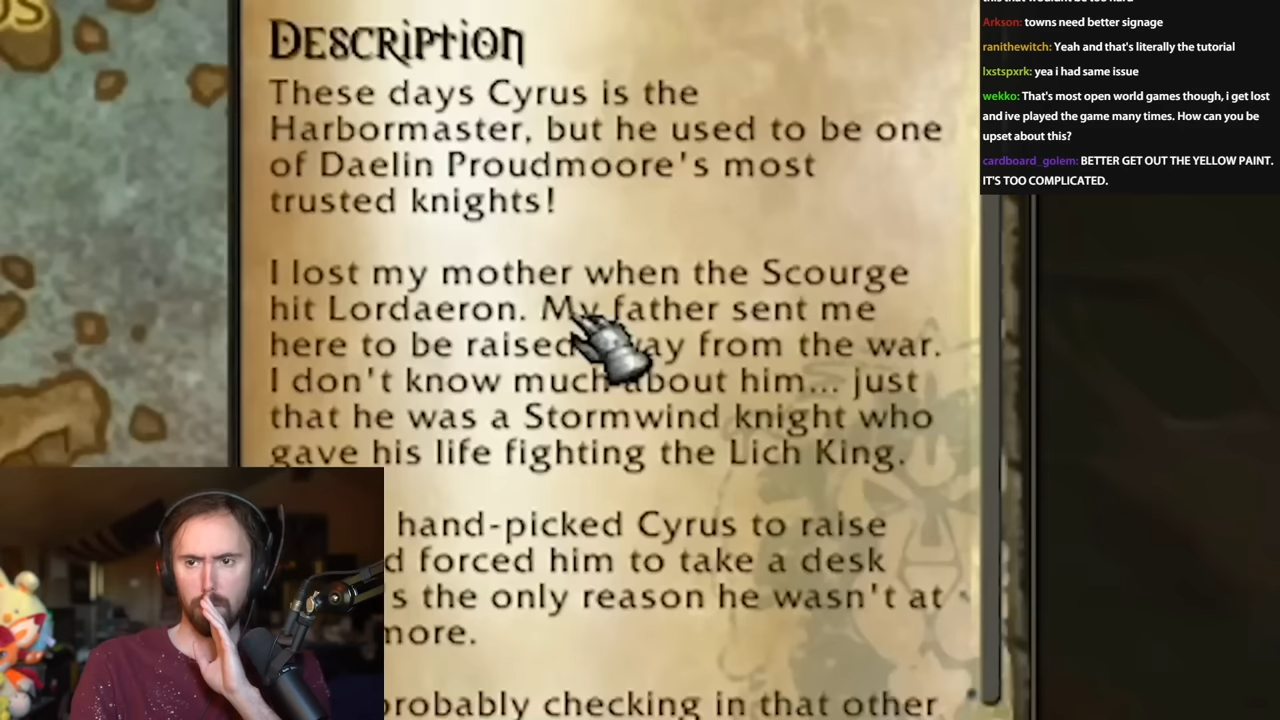 Description
These days Cyrus is the
Harbormaster, but he used to be one
of Daelin Proudmoore's most
trusted knights!
I lost my mother when the Scourge
hit Lordaeron. My father sent me
here to be raised away from the war.
I don't know much about him... just
that he was a Stormwind knight who
gave his life fighting the Lich King.
hand-picked Cyrus to raise
d forced him to take a desk
s the only reason he wasn't at
more.
probably checking in that other
Arkson: towns need better signage
ranithewitch: Yeah and that's literally the tutorial
lxstspxrk: yea i had same issue
wekko: That's most open world games though, i get lost
and ive played the game many times. How can you be
upset about this?
cardboard_golem: BETTER GET OUT THE YELLOW PAINT.
IT'S TOO COMPLICATED.